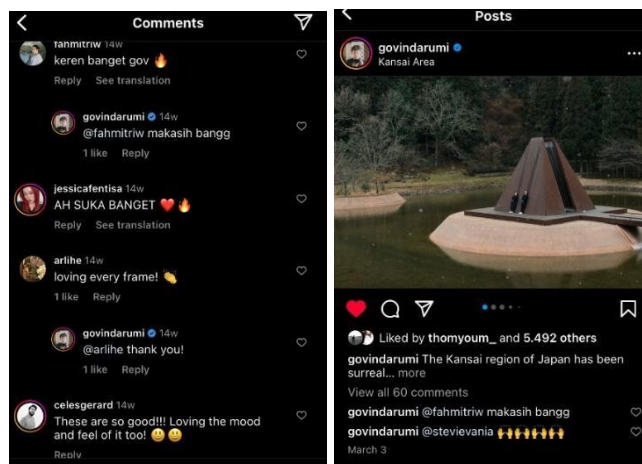 Comments
fahmitriw 14w
keren banget gov 🔥
Reply See translation
govindarumi 14w
@fahmitriw makasih bangg
1 like Reply
jessicafentisa 14w
AH SUKA BANGET ❤️🔥
Reply See translation
arlihe 14w
loving every frame! 👏
1 like Reply
govindarumi 14w
@arlihe thank you!
1 like Reply
celesgerard 14w
These are so good!!! Loving the mood
and feel of it too! 😃 😃
Reply
Posts
govindarumi
Kansai Area
Liked by thomyoum_ and 5.492 others
govindarumi The Kansai region of Japan has been
surreal... more
View all 60 comments
govindarumi @fahmitriw makasih bangg
govindarumi @stevievania 🙌🙌🙌🙌🙌
March 3